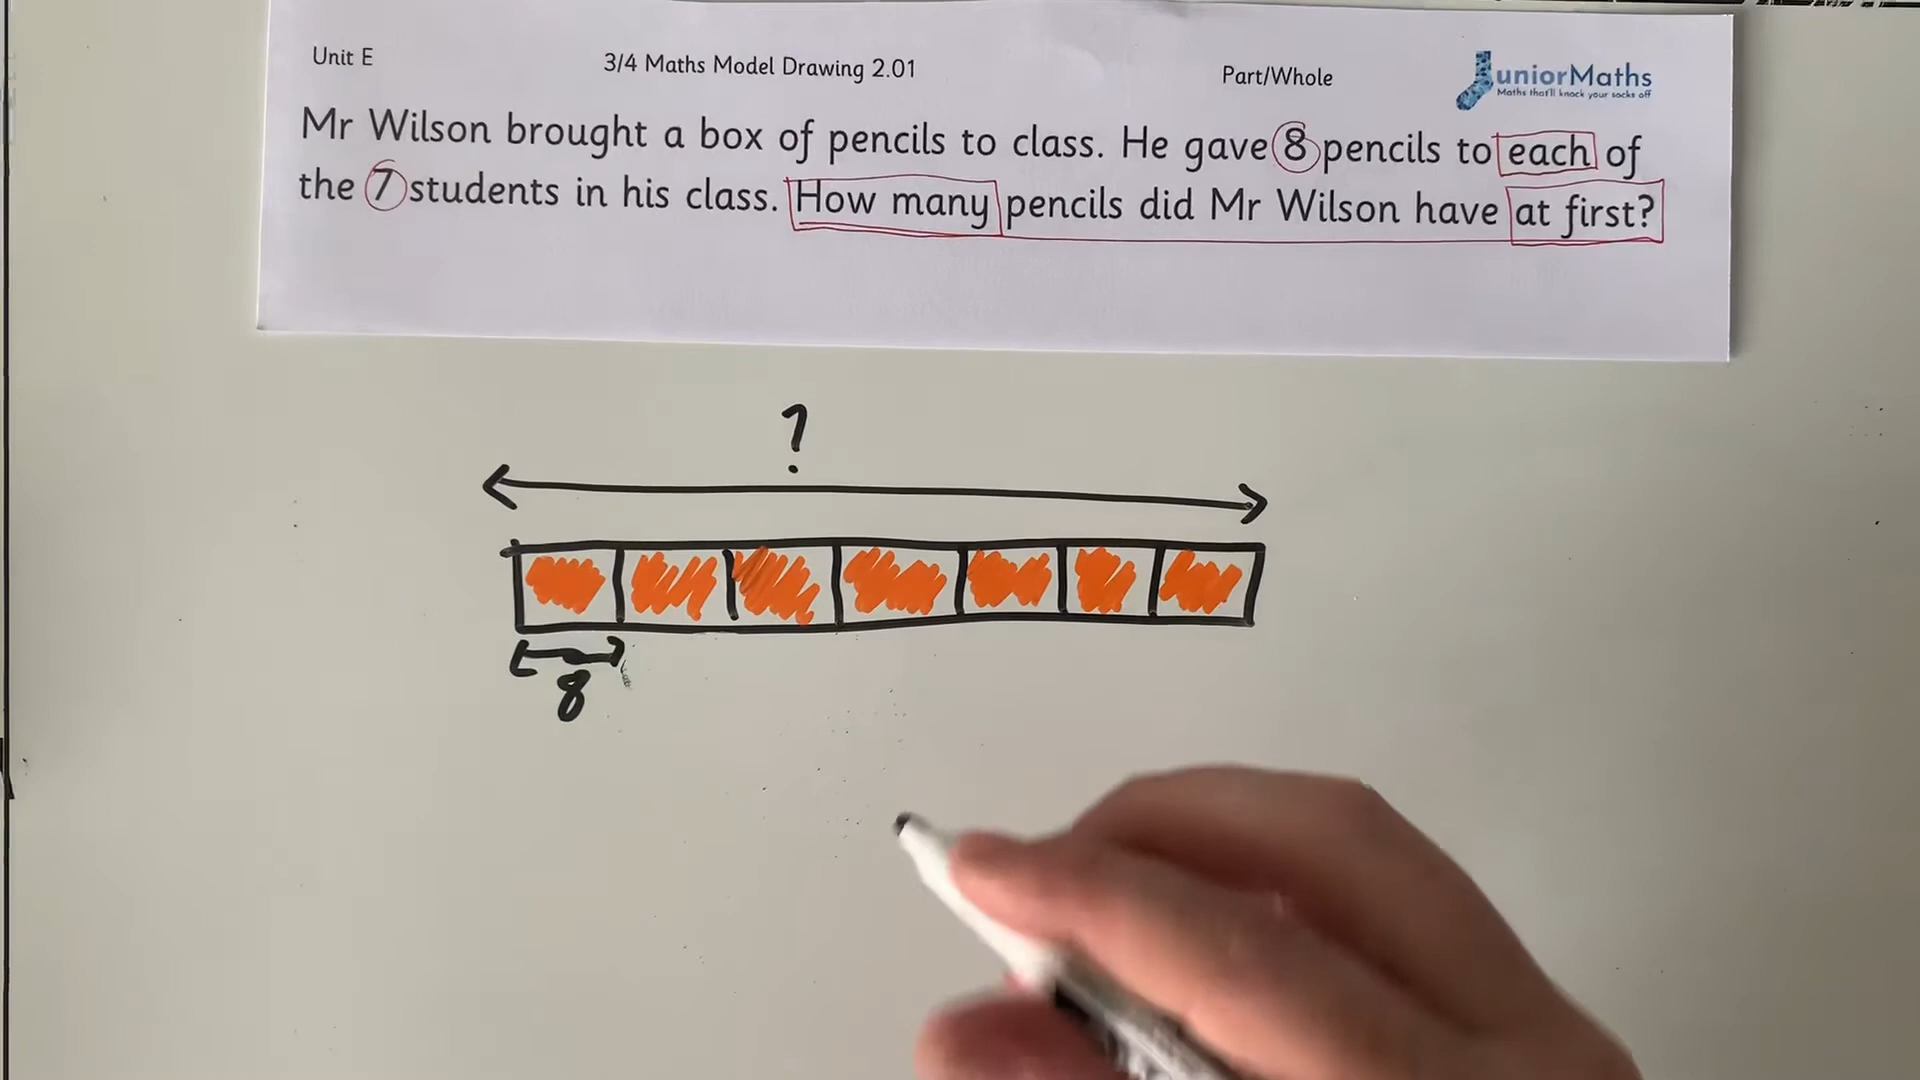 Unit E
3/4 Maths Model Drawing 2.01
Part/Whole
JuniorMaths
Maths that'll knock your socks off
Mr Wilson brought a box of pencils to class. He gave 8 pencils to each of
the 7 students in his class. How many pencils did Mr Wilson have at first?
?
8